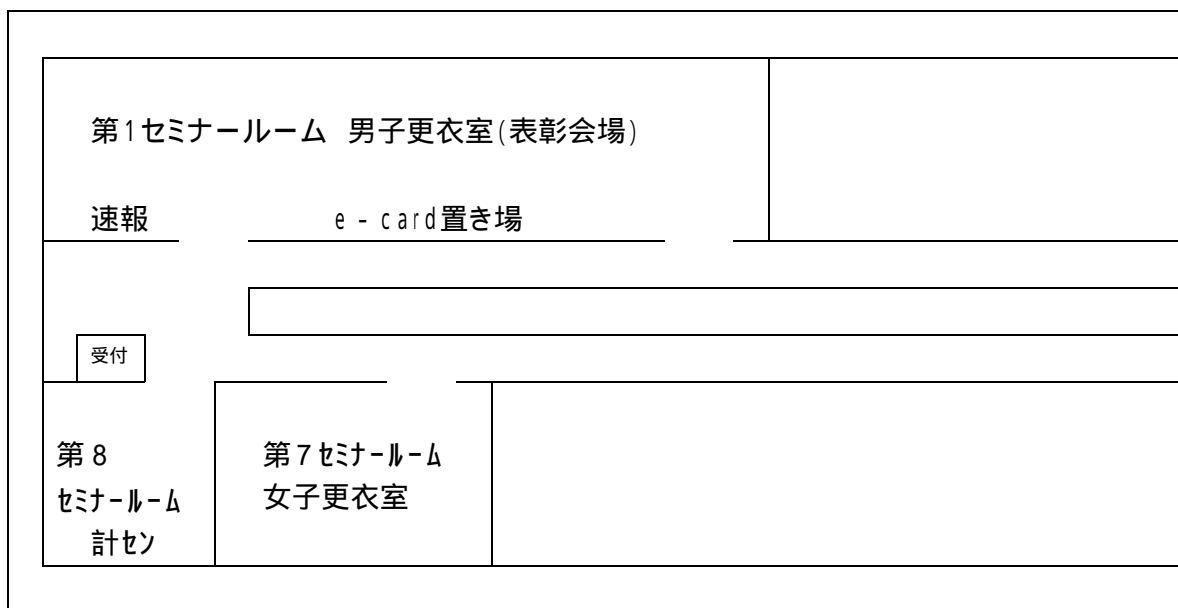 第1セミナールーム 男子更衣室(表彰会場)
速報 e-card置き場
受付
第8
ｾﾐﾅｰﾙｰﾑ
計ｾﾝ
第7ｾﾐﾅｰﾙｰﾑ
女子更衣室